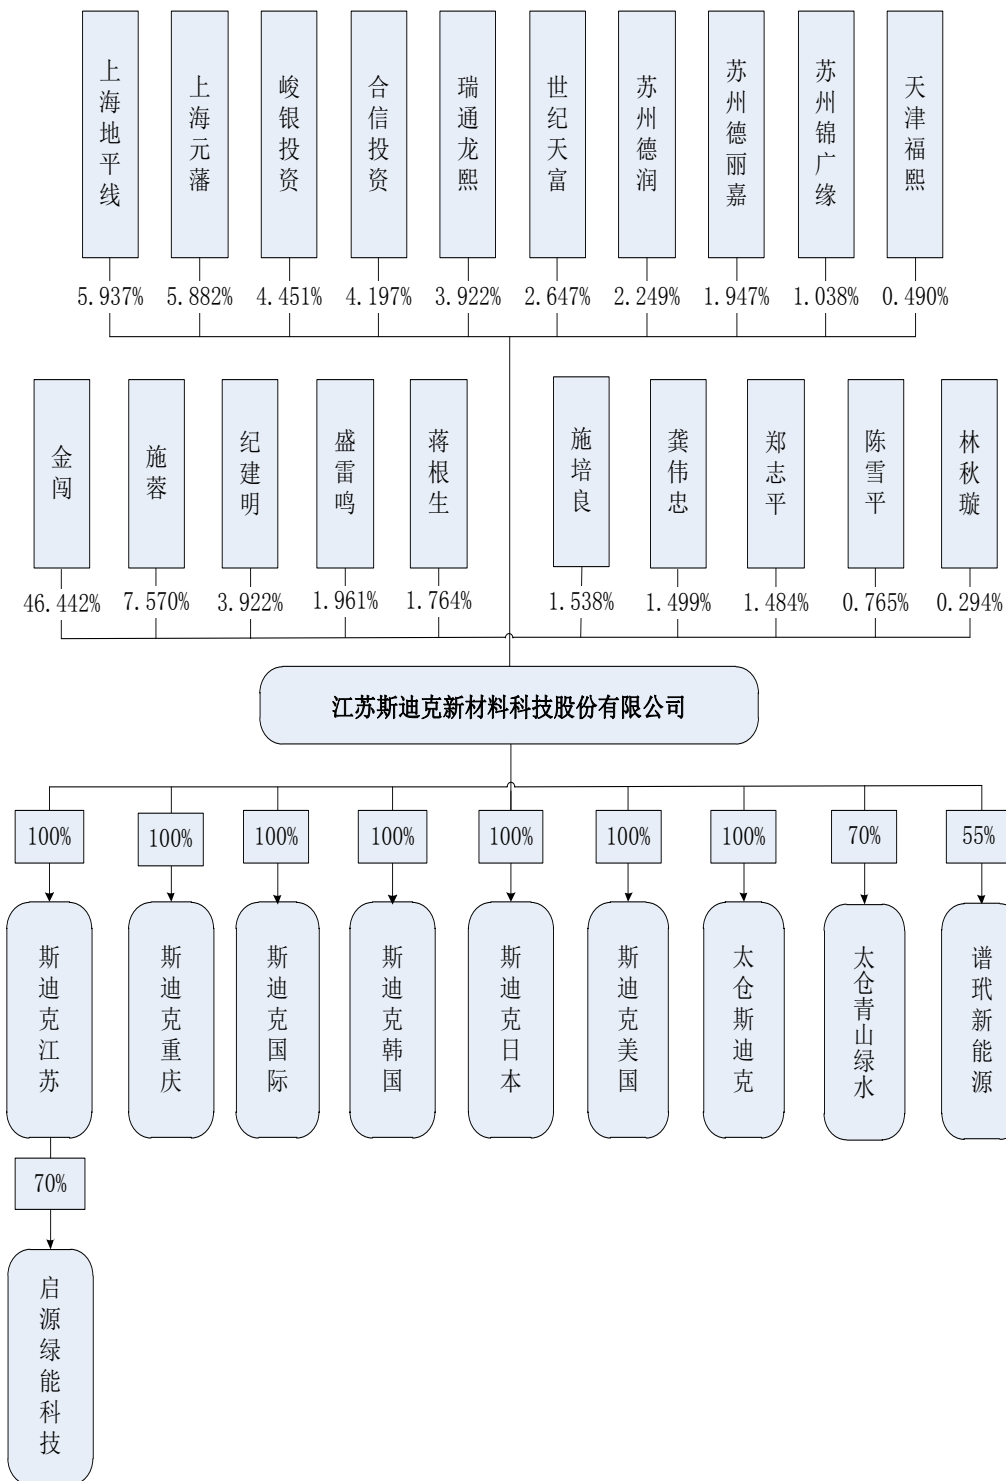 上海地平线
上海元藩
峻银投资
合信投资
瑞通龙熙
世纪天富
苏州德润
苏州德丽嘉
苏州锦广缘
天津福熙
5.937%
5.882%
4.451%
4.197%
3.922%
2.647%
2.249%
1.947%
1.038%
0.490%
金闯
施蓉
纪建明
盛雷鸣
蒋根生
施培良
龚伟忠
郑志平
陈雪平
林秋璇
46.442%
7.570%
3.922%
1.961%
1.764%
1.538%
1.499%
1.484%
0.765%
0.294%
江苏斯迪克新材料科技股份有限公司
100%
100%
100%
100%
100%
100%
100%
70%
55%
斯迪克江苏
斯迪克重庆
斯迪克国际
斯迪克韩国
斯迪克日本
斯迪克美国
太仓斯迪克
太仓青山绿水
谱玳新能源
70%
启源绿能科技